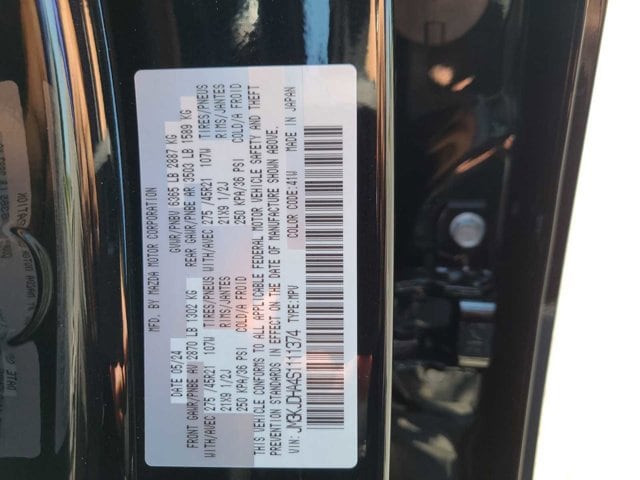 MFD. BY MAZDA MOTOR CORPORATION
DATE 05/24 GVWR/PNBV 6365 LB 2887 KG
FRONT GAWR/PNBE AV 2870 LB 1302 KG REAR GAWR/PNBE AR 3503 LB 1589 KG
WITH/AVEC 275 /45R21 107W TIRES/PNEUS WITH/AVEC 275 /45R21 107W TIRES/PNEUS
21X9 1/2J RIMS/JANTES 21X9 1/2J RIMS/JANTES
250 KPA/36 PSI COLD/A FROID 250 KPA/36 PSI COLD/A FROID
THIS VEHICLE CONFORMS TO ALL APPLICABLE FEDERAL MOTOR VEHICLE SAFETY AND THEFT
PREVENTION STANDARDS IN EFFECT ON THE DATE OF MANUFACTURE SHOWN ABOVE.
VIN: JM3KJDHA4S1111374 TYPE:MPV COLOR CODE:41W MADE IN JAPAN